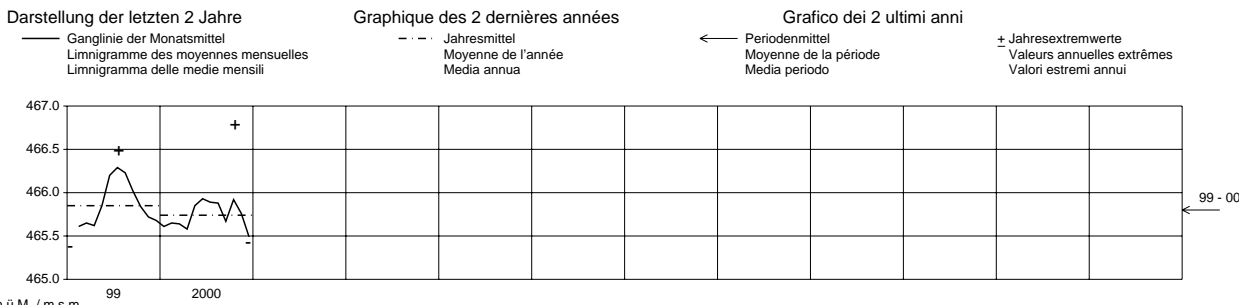 Darstellung der letzten 2 Jahre
Graphique des 2 dernières années
Grafico dei 2 ultimi anni
Ganglinie der Monatsmittel
Limnigramme des moyennes mensuelles
Limnigramma delle medie mensili
Jahresmittel
Moyenne de l'année
Media annua
Periodenmittel
Moyenne de la période
Media periodo
± Jahresextremwerte
Valeurs annuelles extrêmes
Valori estremi annui
467.0
466.5
466.0
465.5
465.0
99 - 00
99
2000